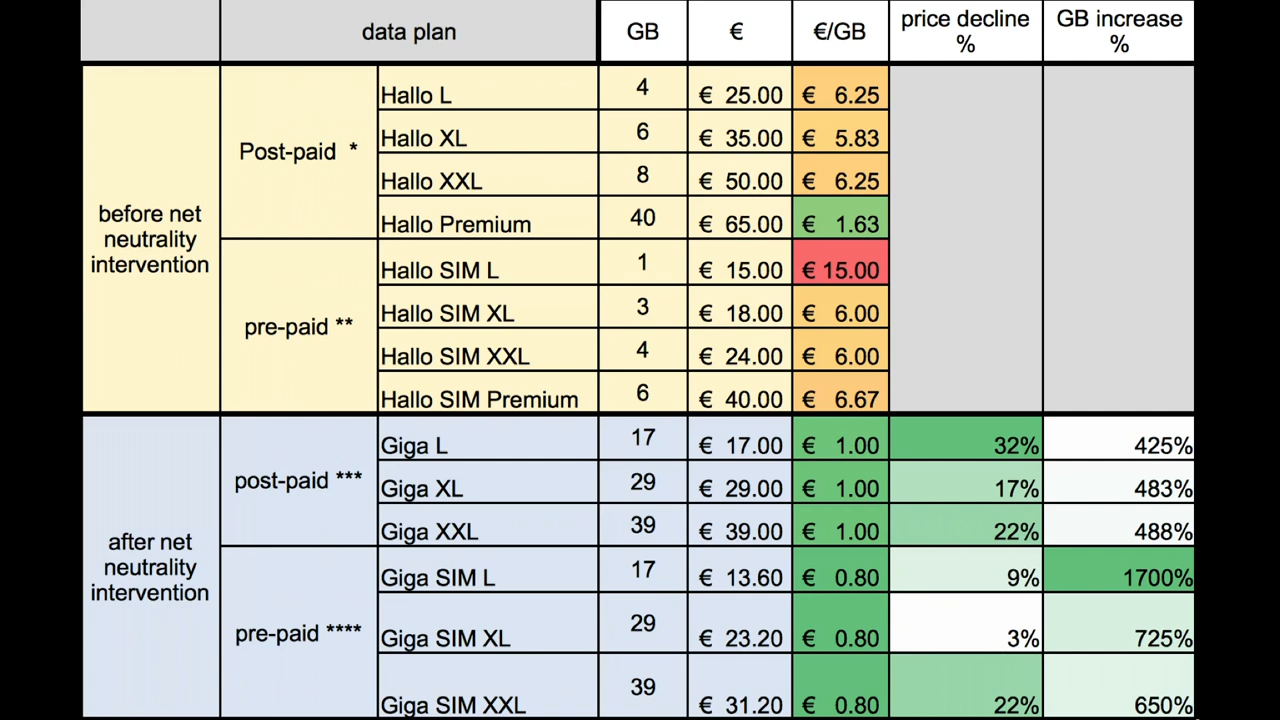 data plan GB € €/GB price decline % GB increase %
before net neutrality intervention
Post-paid *
Hallo L 4 € 25.00 € 6.25
Hallo XL 6 € 35.00 € 5.83
Hallo XXL 8 € 50.00 € 6.25
Hallo Premium 40 € 65.00 € 1.63
pre-paid **
Hallo SIM L 1 € 15.00 € 15.00
Hallo SIM XL 3 € 18.00 € 6.00
Hallo SIM XXL 4 € 24.00 € 6.00
Hallo SIM Premium 6 € 40.00 € 6.67
after net neutrality intervention
post-paid ***
Giga L 17 € 17.00 € 1.00 32% 425%
Giga XL 29 € 29.00 € 1.00 17% 483%
Giga XXL 39 € 39.00 € 1.00 22% 488%
pre-paid ****
Giga SIM L 17 € 13.60 € 0.80 9% 1700%
Giga SIM XL 29 € 23.20 € 0.80 3% 725%
Giga SIM XXL 39 € 31.20 € 0.80 22% 650%